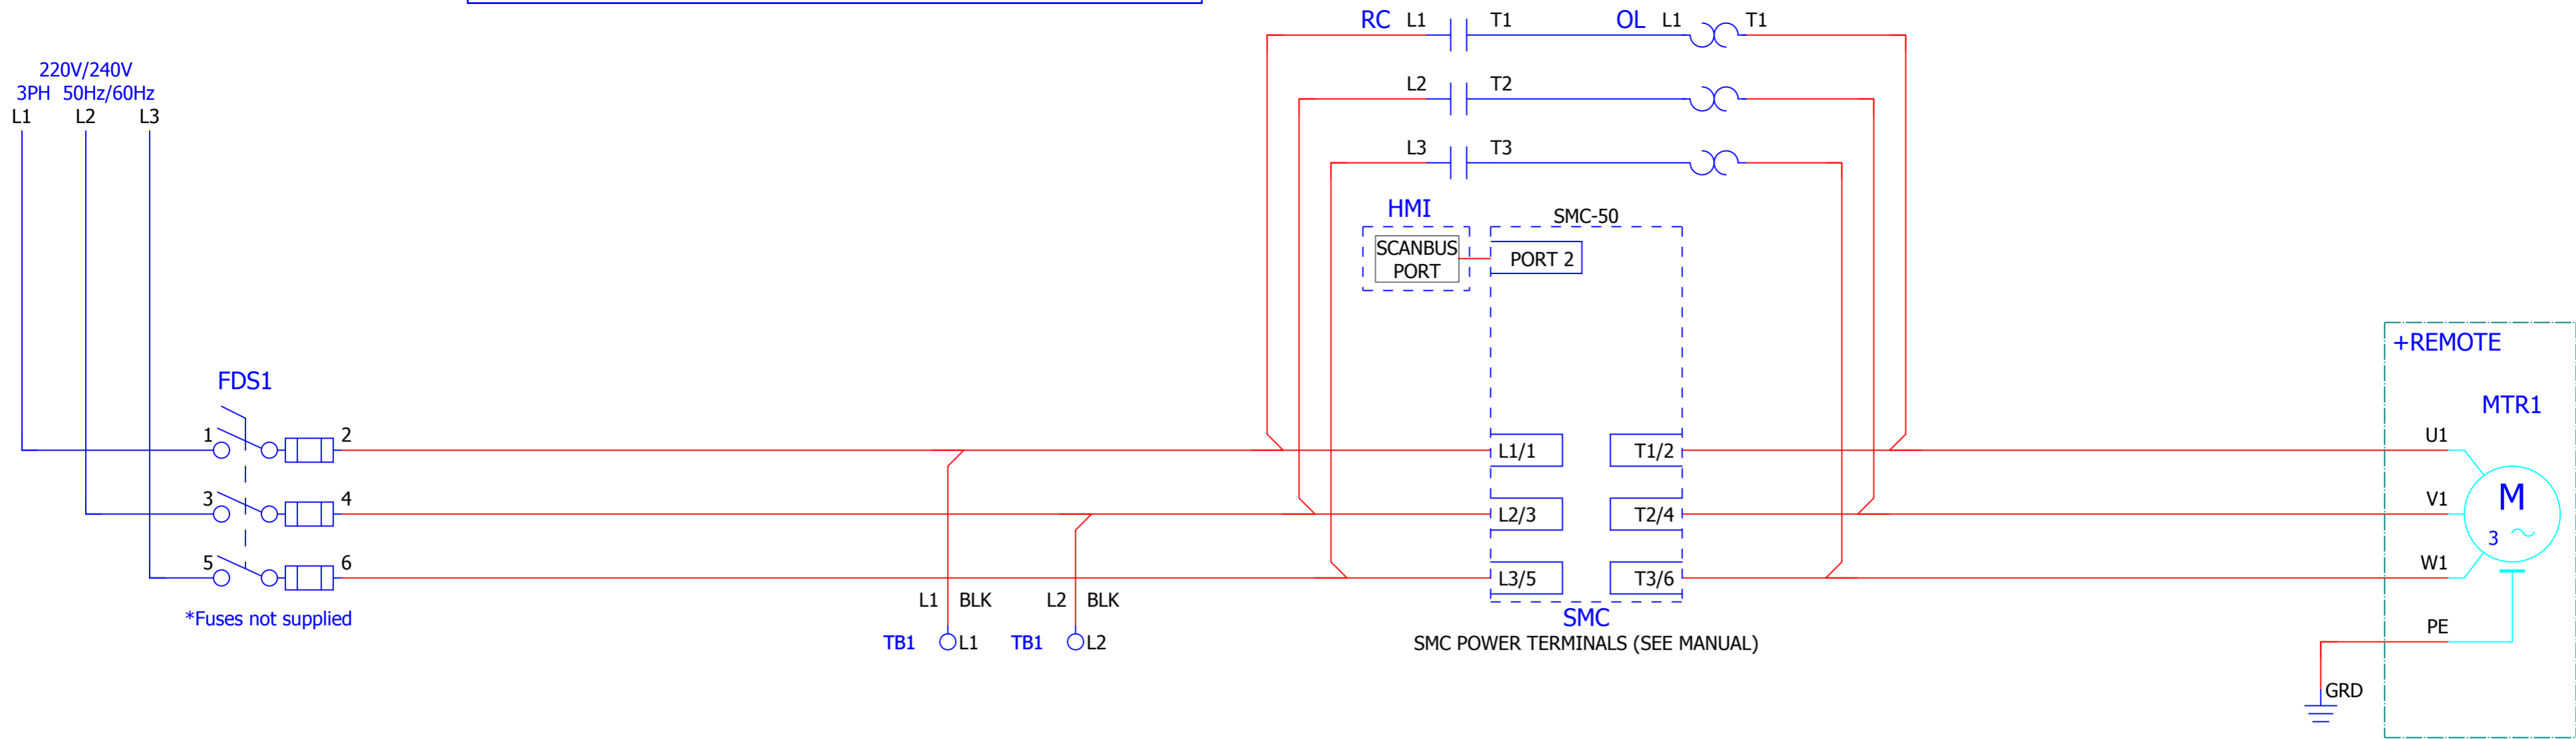 RC L1 T1 OL L1 T1
220V/240V
3PH 50Hz/60Hz
L1 L2 L3
L2 T2
L3 T3
HMI
SCANBUS
PORT
SMC-50
PORT 2
+REMOTE
MTR1
FDS1
1 2
3 4
5 6
*Fuses not supplied
L1/1 T1/2
L2/3 T2/4
L3/5 T3/6
U1
V1
W1
M
3
PE
GRD
L1 BLK L2 BLK
TB1 L1 TB1 L2
SMC
SMC POWER TERMINALS (SEE MANUAL)